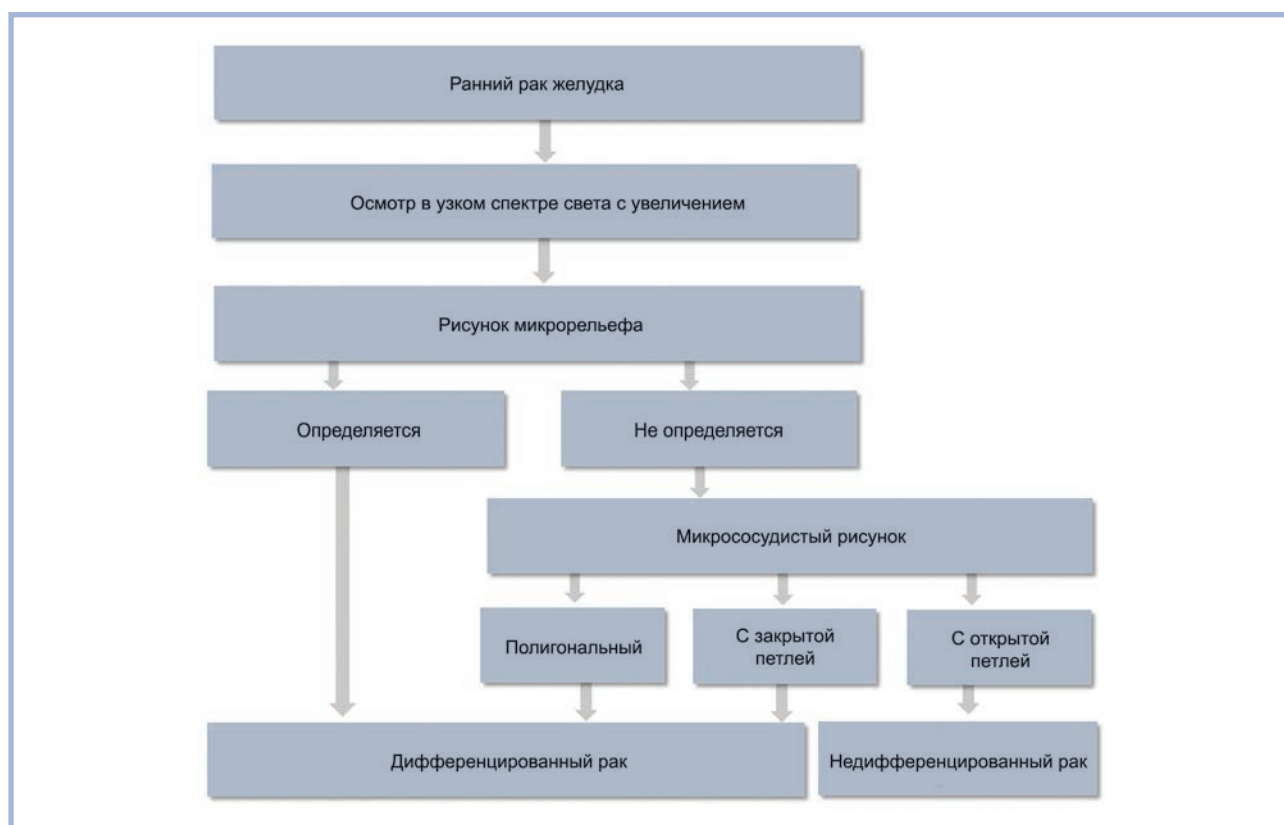 Ранний рак желудка
Осмотр в узком спектре света с увеличением
Рисунок микрорельефа
Определяется
Не определяется
Микрососудистый рисунок
Полигональный
С закрытой
петлей
С открытой
петлей
Дифференцированный рак
Недифференцированный рак